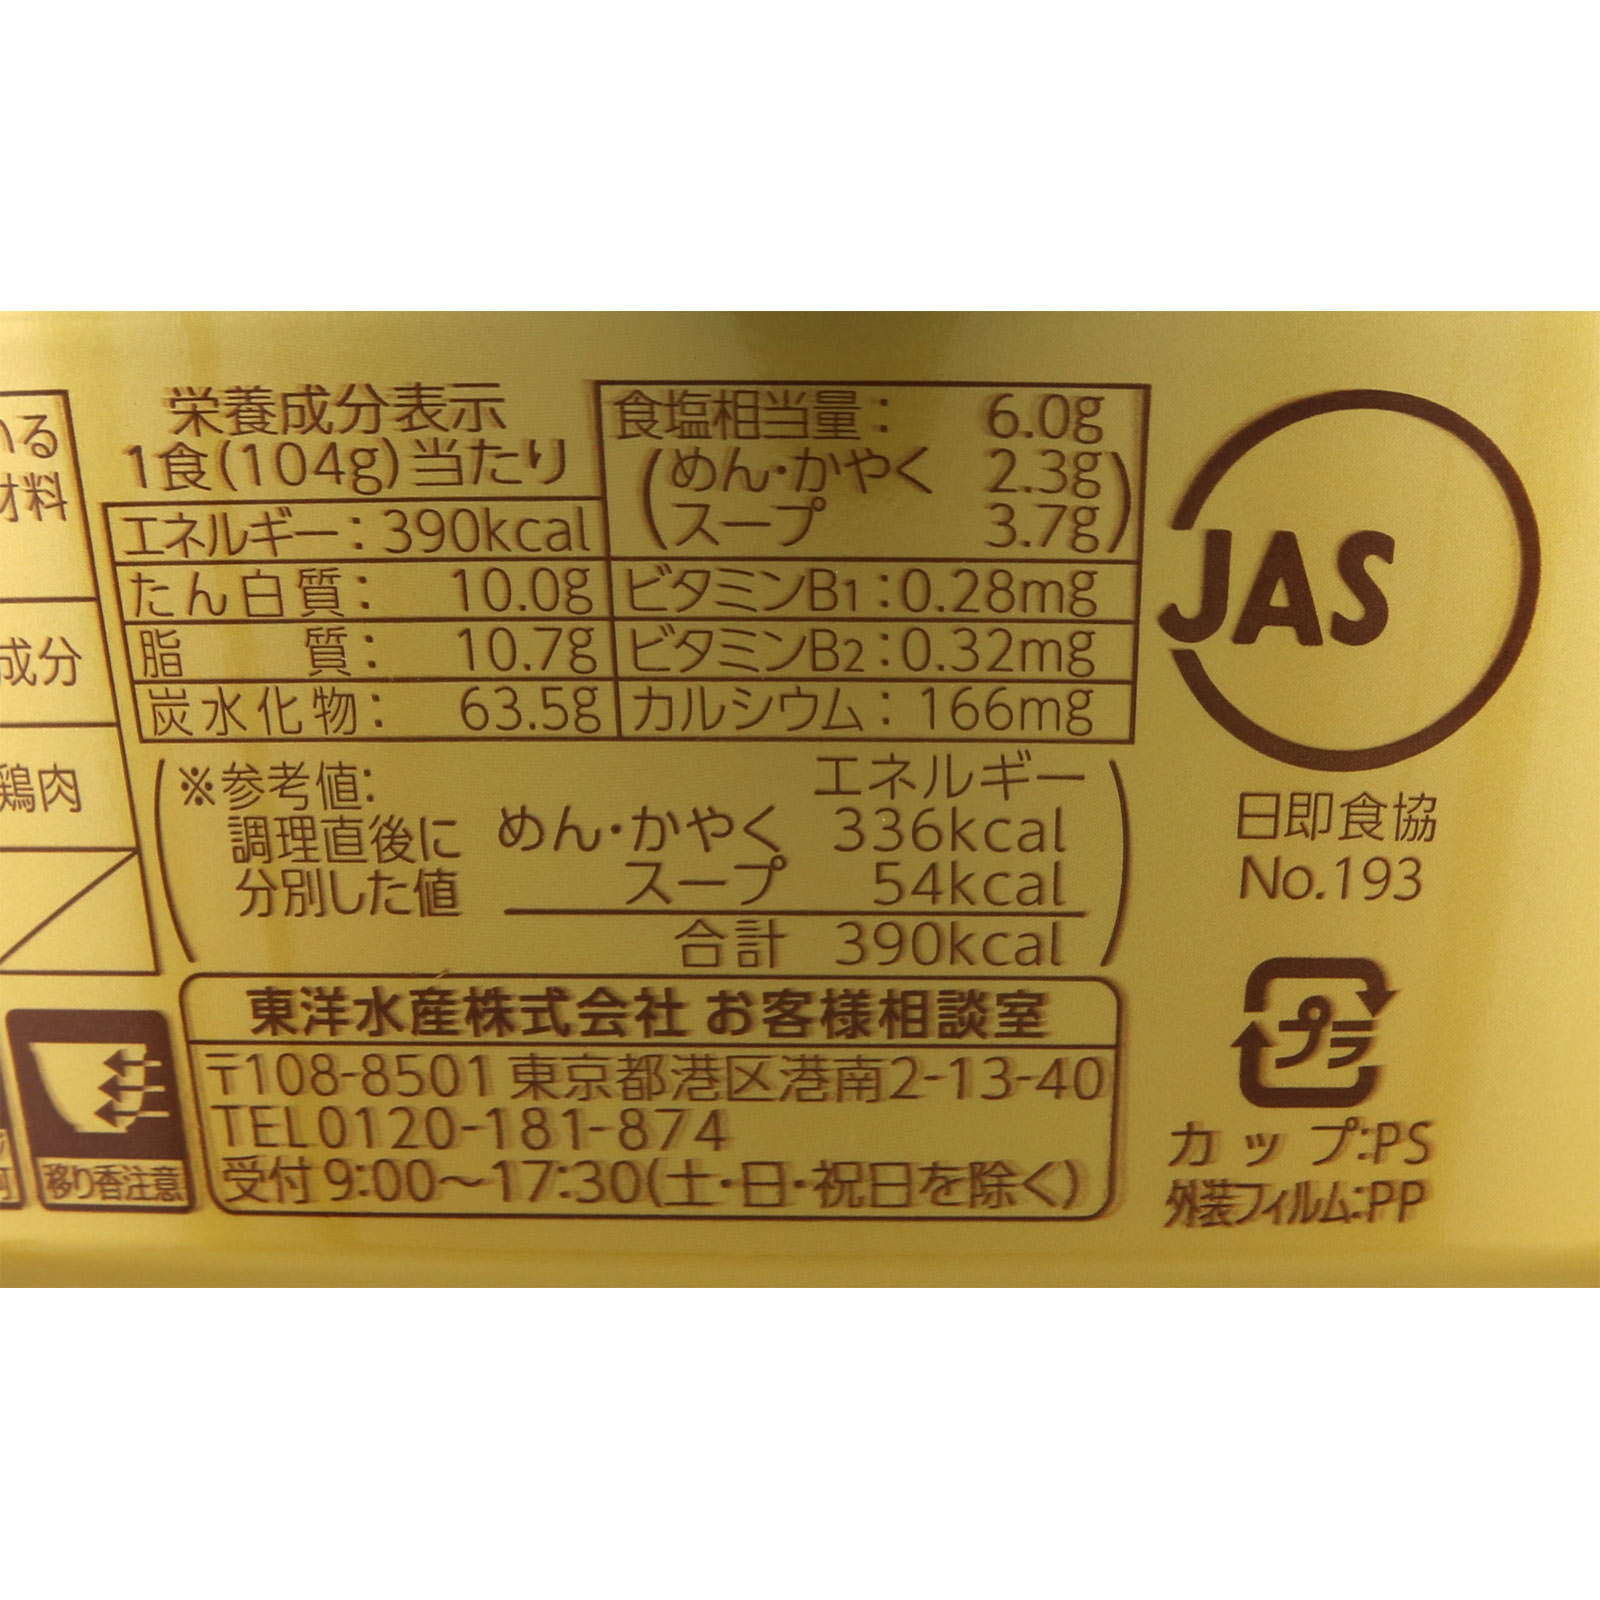 いる
材料
成分
鶏肉
栄養成分表示
1食(104g)当たり
エネルギー：390kcal
たん白質： 10.0g
脂 質： 10.7g
炭水化物： 63.5g
食塩相当量： 6.0g
(めん・かやく 2.3g
スープ 3.7g)
ビタミンB1：0.28mg
ビタミンB2：0.32mg
カルシウム：166mg
※参考値: エネルギー
調理直後に めん・かやく 336kcal
分別した値 スープ 54kcal
合計 390kcal
東洋水産株式会社 お客様相談室
〒108-8501 東京都港区港南2-13-40
TEL0120-181-874
受付 9:00〜17:30(土・日・祝日を除く)
移り香注意
JAS
日即食協
No.193
プラ
カップ:PS
外装フィルム:PP